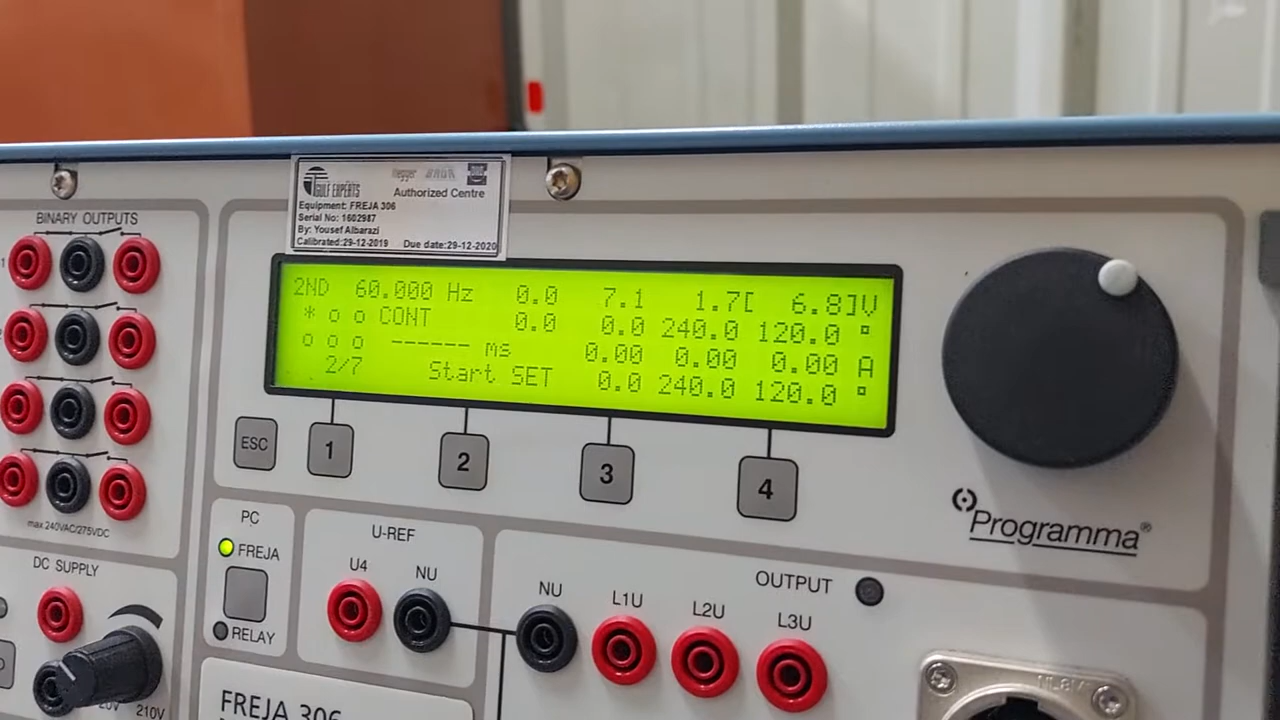 BINARY OUTPUTS
GULF EXPERTS
Megger
Authorized Centre
Equipment: FREJA 306
Serial No: 1602987
By: Yousef Albarazi
Calibrated:29-12-2019 Due date:29-12-2020
2ND 60.000 Hz 0.0 7.1 1.7[ 6.8]V
* o o CONT 0.0 0.0 240.0 120.0 °
o o o ------ ms 0.00 0.00 0.00 A
2/7 Start SET 0.0 240.0 120.0 °
ESC
1
2
3
4
Programma®
max 240VAC/275VDC
DC SUPPLY
210V
PC
FREJA
RELAY
U-REF
U4
NU
OUTPUT
NU
L1U
L2U
L3U
FREJA 306